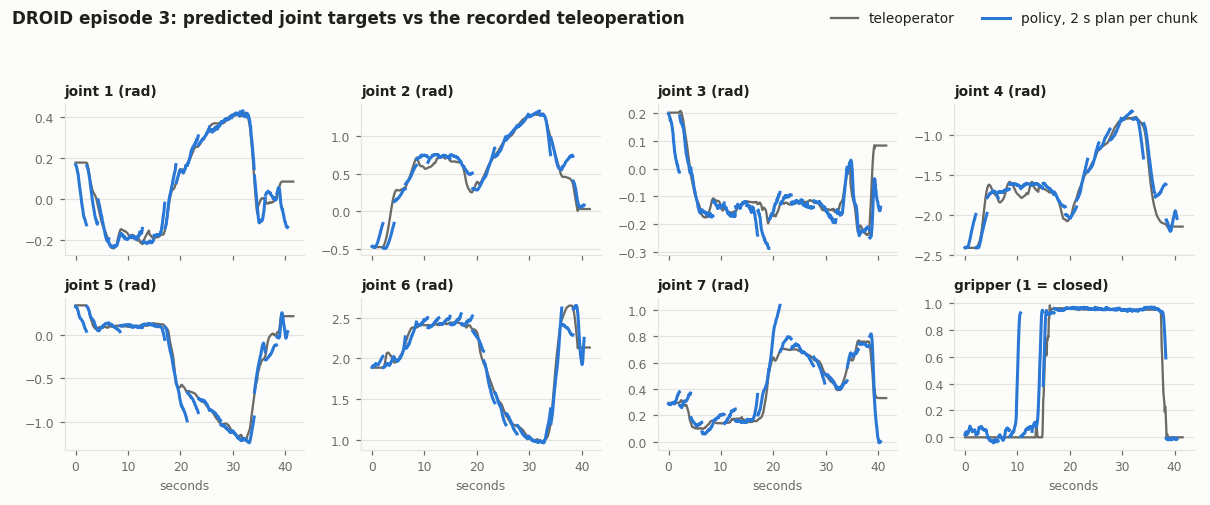 DROID episode 3: predicted joint targets vs the recorded teleoperation
teleoperator
policy, 2 s plan per chunk
joint 1 (rad)
joint 2 (rad)
joint 3 (rad)
joint 4 (rad)
0.4
0.2
0.0
−0.2
1.0
0.5
0.0
−0.5
0.2
0.1
0.0
−0.1
−0.2
−0.3
−1.0
−1.5
−2.0
−2.5
joint 5 (rad)
joint 6 (rad)
joint 7 (rad)
gripper (1 = closed)
0.0
−0.5
−1.0
2.5
2.0
1.5
1.0
1.0
0.8
0.6
0.4
0.2
0.0
1.0
0.8
0.6
0.4
0.2
0.0
0 10 20 30 40
0 10 20 30 40
0 10 20 30 40
0 10 20 30 40
seconds
seconds
seconds
seconds